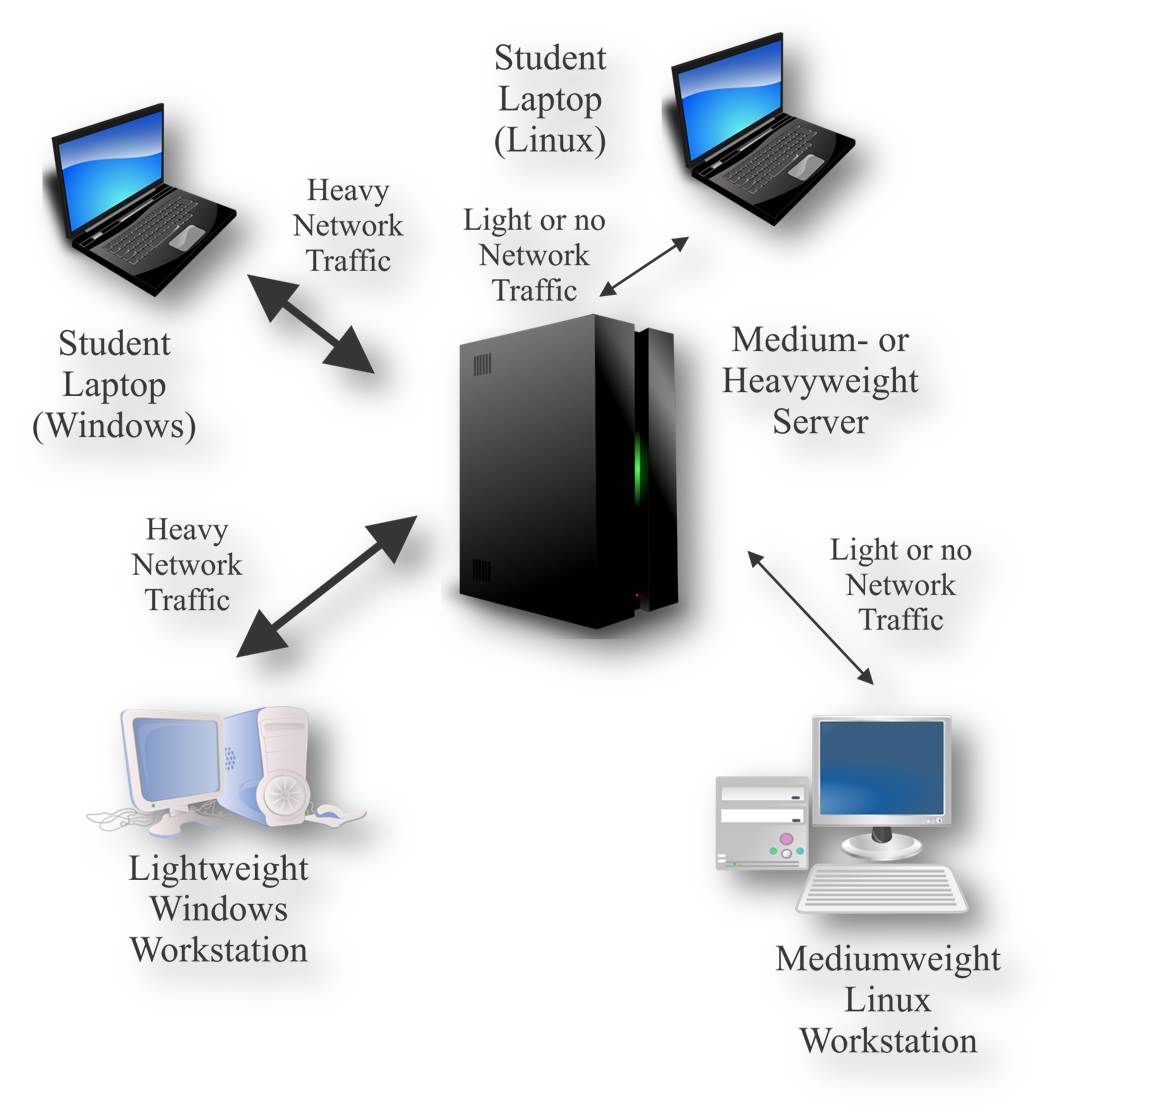 Student
Laptop
(Linux)
Heavy
Network
Traffic
Light or no
Network
Traffic
Student
Laptop
(Windows)
Medium- or
Heavyweight
Server
Heavy
Network
Traffic
Light or no
Network
Traffic
Lightweight
Windows
Workstation
Mediumweight
Linux
Workstation